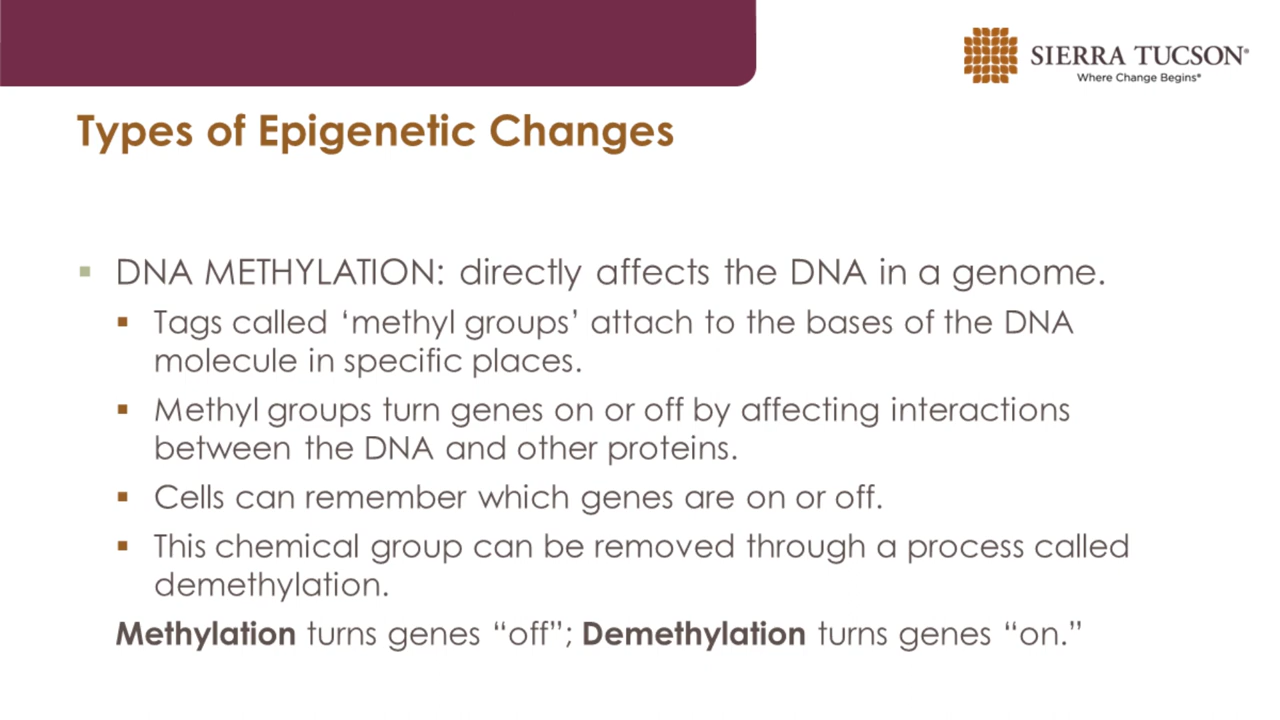 SIERRA TUCSON®
Where Change Begins®
Types of Epigenetic Changes
▪ DNA METHYLATION: directly affects the DNA in a genome.
▪ Tags called ‘methyl groups’ attach to the bases of the DNA
molecule in specific places.
▪ Methyl groups turn genes on or off by affecting interactions
between the DNA and other proteins.
▪ Cells can remember which genes are on or off.
▪ This chemical group can be removed through a process called
demethylation.
Methylation turns genes “off”; Demethylation turns genes “on.”